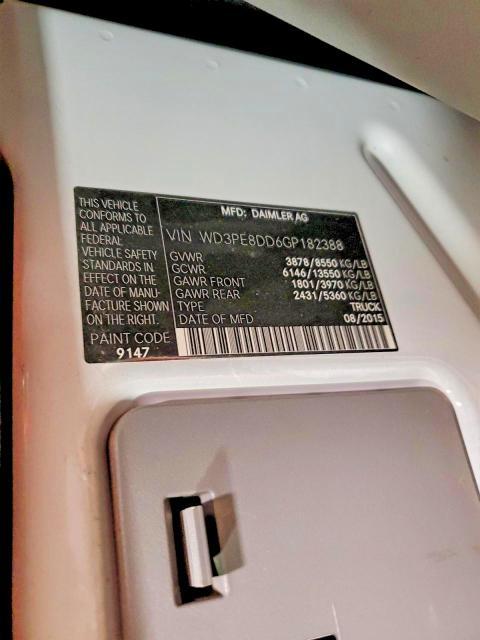 THIS VEHICLE
CONFORMS TO
ALL APPLICABLE
FEDERAL
VEHICLE SAFETY
STANDARDS IN
EFFECT ON THE
DATE OF MANU-
FACTURE SHOWN
ON THE RIGHT.
PAINT CODE
9147
MFD: DAIMLER AG
VIN WD3PE8DD6GP182388
GVWR 3878/8550 KG/LB
GCWR 6146/13550 KG/LB
GAWR FRONT 1801/3970 KG/LB
GAWR REAR 2431/5360 KG/LB
TYPE TRUCK
DATE OF MFD 08/2015